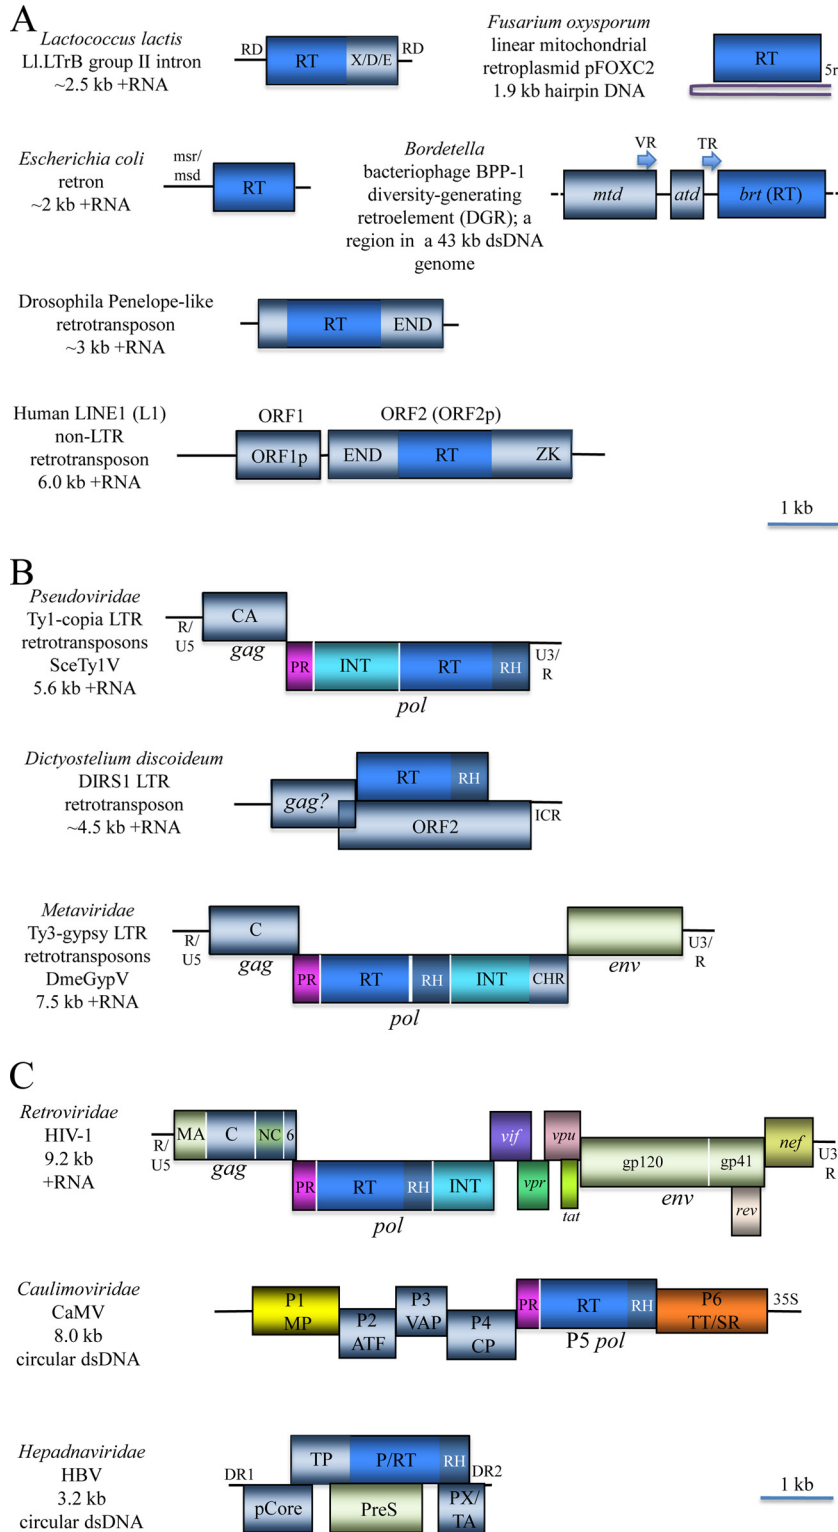 A
Lactococcus lactis
Ll.LTrB group II intron
~2.5 kb +RNA
RD
RT
X/D/E
RD
Fusarium oxysporum
linear mitochondrial
retroplasmid pFOXC2
1.9 kb hairpin DNA
RT
Escherichia coli
retron
~2 kb +RNA
msr/
msd
RT
Bordetella
bacteriophage BPP-1
diversity-generating
retroelement (DGR); a
region in a 43 kb dsDNA
genome
VR
TR
mtd
atd
brt (RT)
Drosophila Penelope-like
retrotransposon
~3 kb +RNA
RT
END
Human LINE1 (L1)
non-LTR
retrotransposon
6.0 kb +RNA
ORF1
ORF2 (ORF2p)
ORF1p
END
RT
ZK
1 kb
B
Pseudoviridae
Ty1-copia LTR
retrotransposons
SceTy1V
5.6 kb +RNA
R/
U5
CA
gag
PR
INT
RT
RH
U3/
R
pol
Dictyostelium discoideum
DIRS1 LTR
retrotransposon
~4.5 kb +RNA
gag?
RT
RH
ORF2
ICR
Metaviridae
Ty3-gypsy LTR
retrotransposons
DmeGypV
7.5 kb +RNA
R/
U5
C
gag
PR
RT
RH
INT
CHR
pol
env
U3/
R
C
Retroviridae
HIV-1
9.2 kb
+RNA
R/
U5
MA
C
NC
6
gag
PR
RT
RH
INT
pol
vif
vpr
vpu
tat
gp120
gp41
env
rev
nef
U3
R
Caulimoviridae
CaMV
8.0 kb
circular dsDNA
P1
MP
P2
ATF
P3
VAP
P4
CP
PR
RT
RH
P5 pol
P6
TT/SR
35S
Hepadnaviridae
HBV
3.2 kb
circular dsDNA
DR1
TP
P/RT
RH
DR2
pCore
PreS
PX/
TA
1 kb